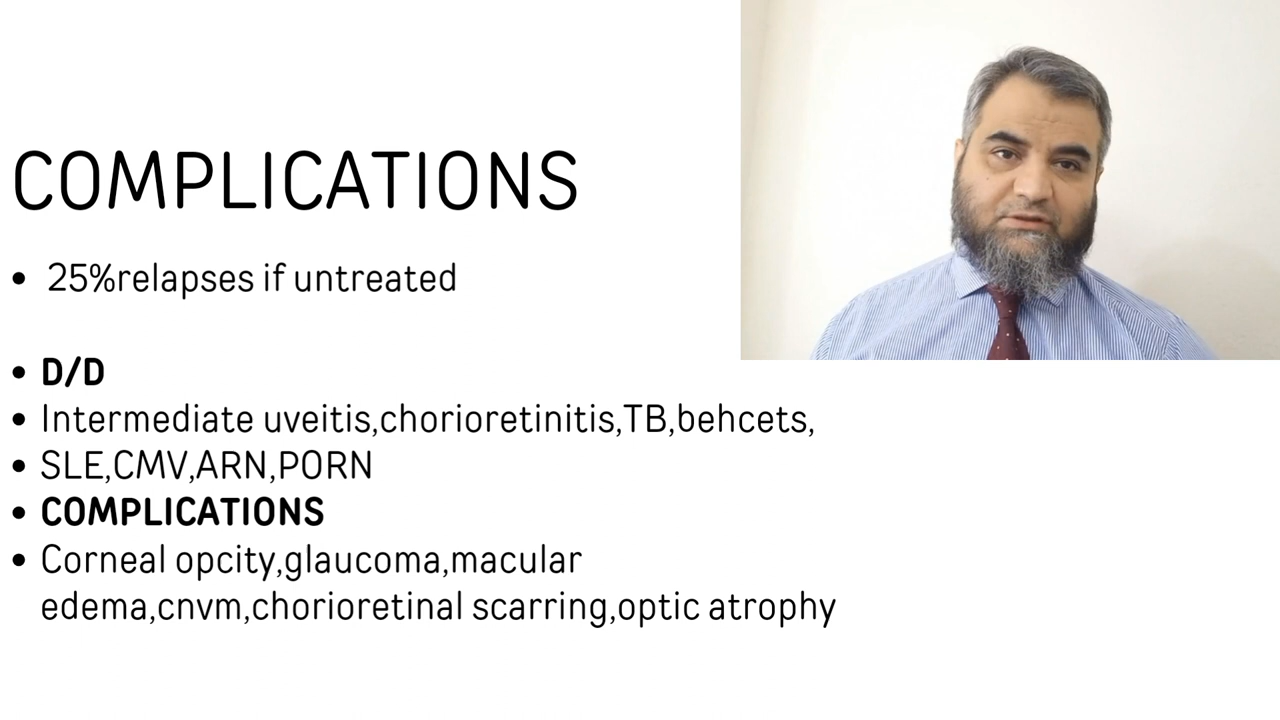 COMPLICATIONS
• 25%relapses if untreated
• D/D
• Intermediate uveitis,chorioretinitis,TB,behcets,
• SLE,CMV,ARN,PORN
• COMPLICATIONS
• Corneal opcity,glaucoma,macular
edema,cnvm,chorioretinal scarring,optic atrophy